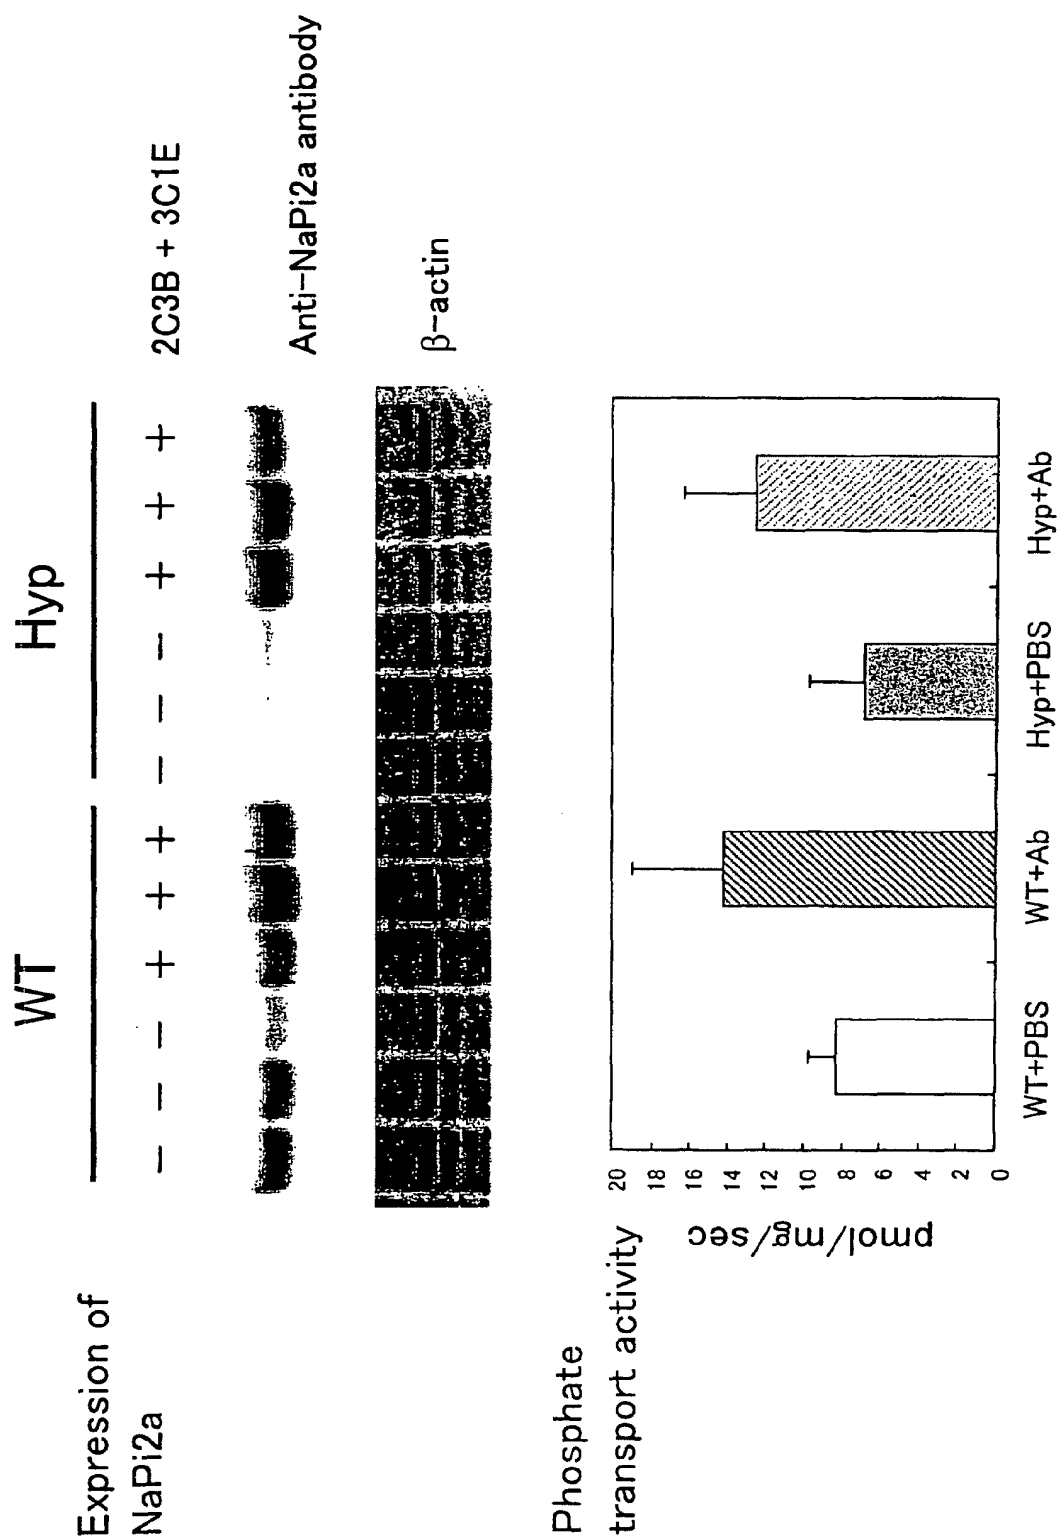 Expression of
NaPi2a
WT Hyp
− − − + + + − − − + + + 2C3B + 3C1E
Anti-NaPi2a antibody
β-actin
Phosphate
transport activity
pmol/mg/sec
20
18
16
14
12
10
8
6
4
2
0
WT+PBS WT+Ab Hyp+PBS Hyp+Ab